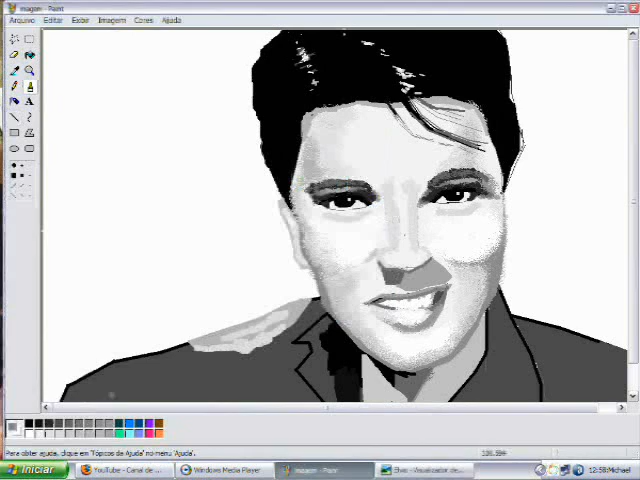 imagem - Paint
Arquivo Editar Exibir Imagem Cores Ajuda
A
Para obter ajuda, clique em 'Tópicos da Ajuda' no menu 'Ajuda'.
Iniciar
YouTube - Canal de ...
Windows Media Player
imagem - Paint
Elvis - Visualizador de...
12:58 Michael